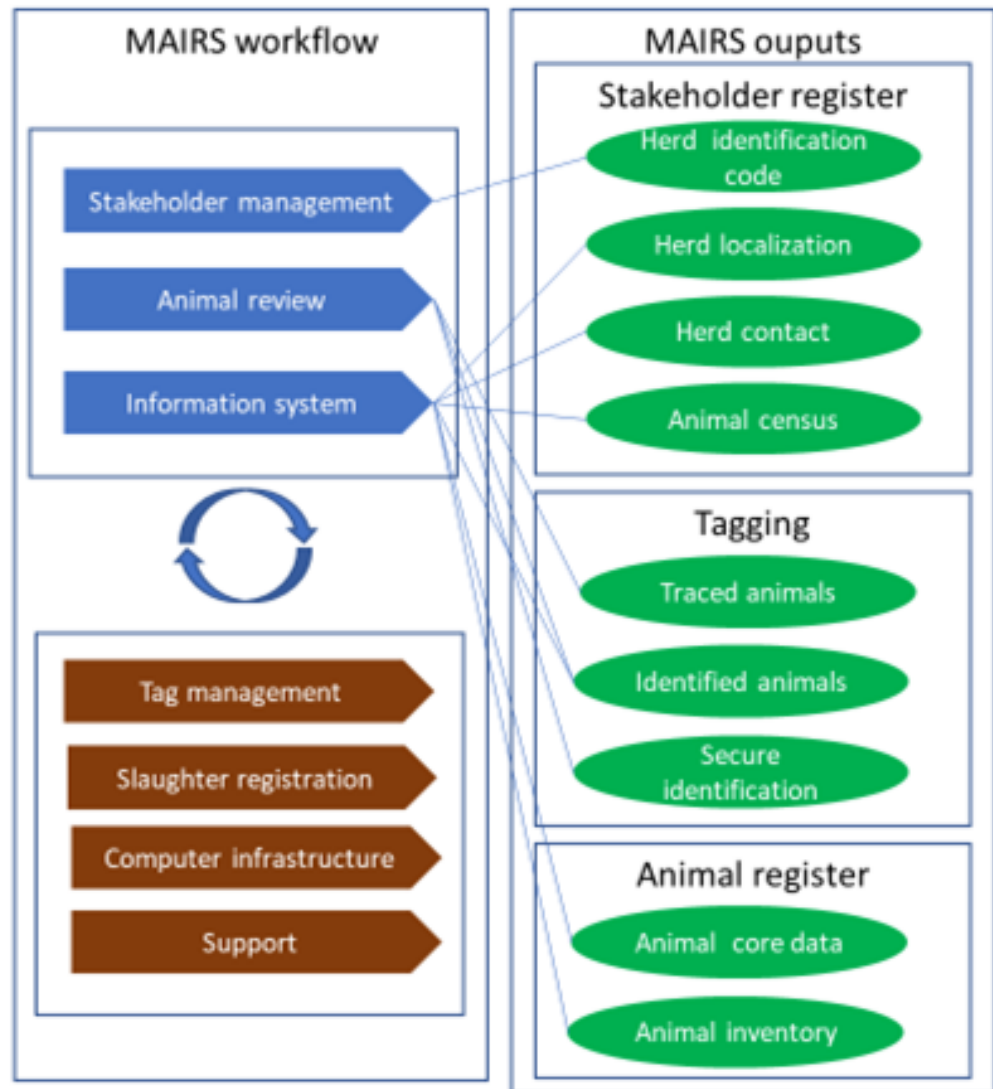 MAIRS workflow
Stakeholder management
Animal review
Information system
Tag management
Slaughter registration
Computer infrastructure
Support
MAIRS ouputs
Stakeholder register
Herd identification
code
Herd localization
Herd contact
Animal census
Tagging
Traced animals
Identified animals
Secure
identification
Animal register
Animal core data
Animal inventory